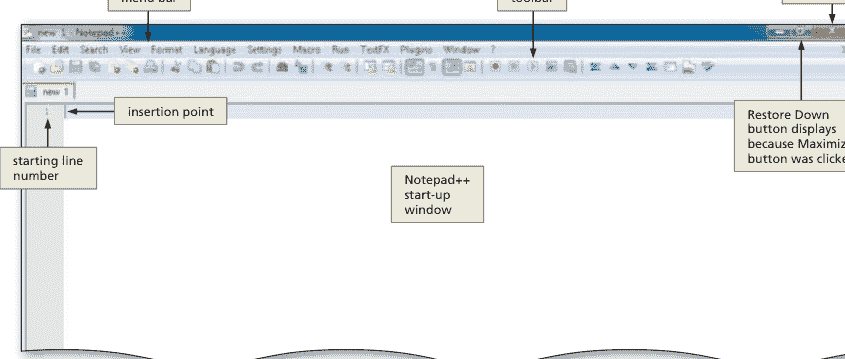 menu bar
toolbar
new 1 - Notepad++
File Edit Search View Format Language Settings Macro Run TextFX Plugins Window ?
new 1
1
insertion point
Restore Down
button displays
because Maximiz
button was clicke
starting line
number
Notepad++
start-up
window